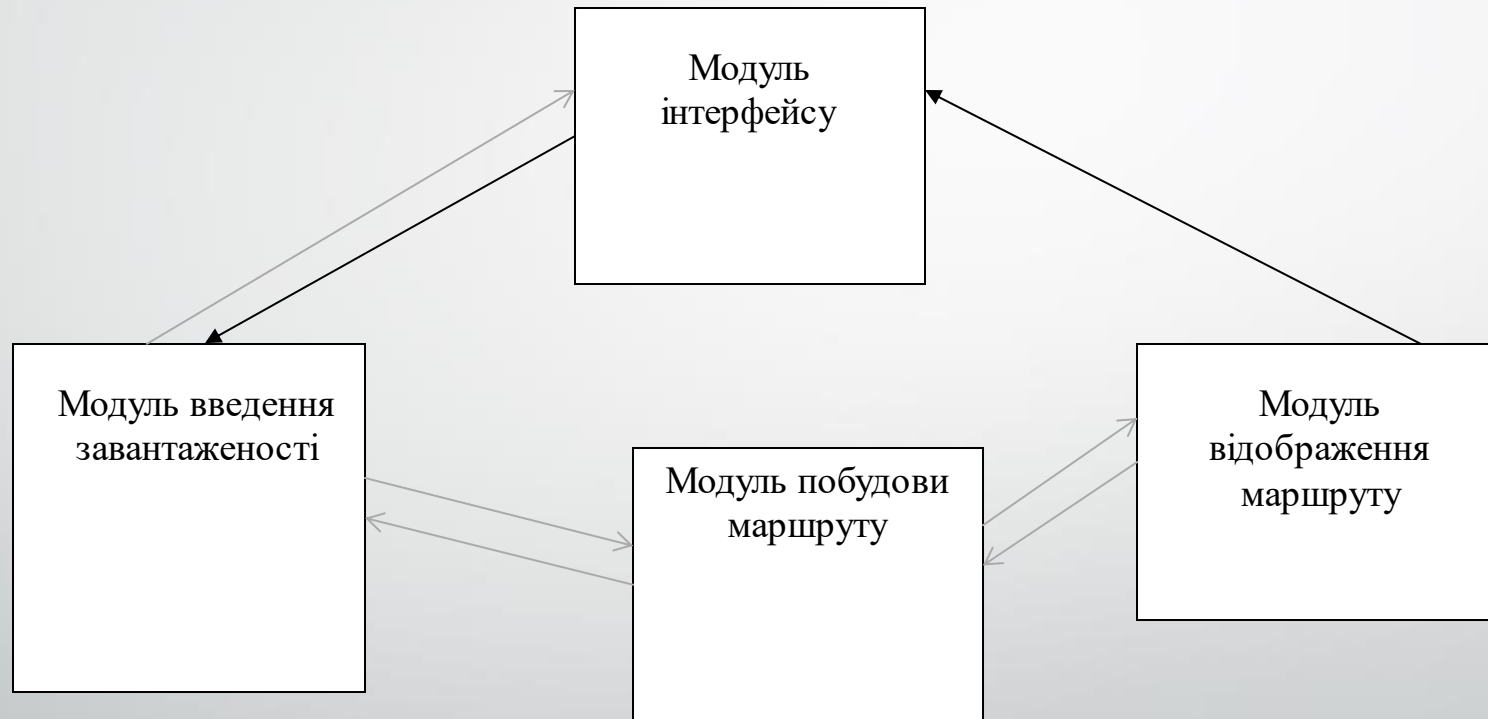 Модуль
інтерфейсу
Модуль введення
завантаженості
Модуль побудови
маршруту
Модуль
відображення
маршруту